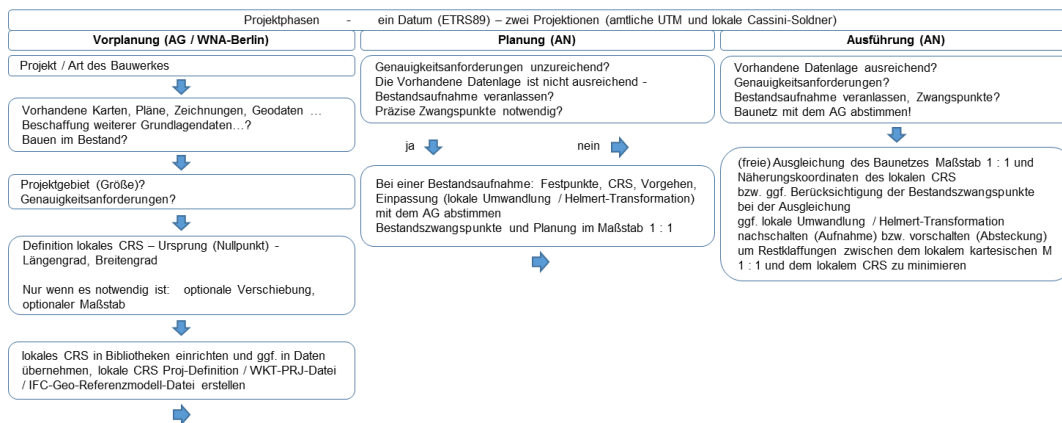 Projektphasen - ein Datum (ETRS89) – zwei Projektionen (amtliche UTM und lokale Cassini-Soldner)
Vorplanung (AG / WNA-Berlin)
Projekt / Art des Bauwerkes
Vorhandene Karten, Pläne, Zeichnungen, Geodaten ...
Beschaffung weiterer Grundlagendaten…?
Bauen im Bestand?
Projektgebiet (Größe)?
Genauigkeitsanforderungen?
Definition lokales CRS – Ursprung (Nullpunkt) -
Längengrad, Breitengrad
Nur wenn es notwendig ist: optionale Verschiebung,
optionaler Maßstab
lokales CRS in Bibliotheken einrichten und ggf. in Daten
übernehmen, lokale CRS Proj-Definition / WKT-PRJ-Datei
/ IFC-Geo-Referenzmodell-Datei erstellen
Planung (AN)
Genauigkeitsanforderungen unzureichend?
Die Vorhandene Datenlage ist nicht ausreichend -
Bestandsaufnahme veranlassen?
Präzise Zwangspunkte notwendig?
ja nein
Bei einer Bestandsaufnahme: Festpunkte, CRS, Vorgehen,
Einpassung (lokale Umwandlung / Helmert-Transformation)
mit dem AG abstimmen
Bestandszwangspunkte und Planung im Maßstab 1 : 1
Ausführung (AN)
Vorhandene Datenlage ausreichend?
Genauigkeitsanforderungen?
Bestandsaufnahme veranlassen, Zwangspunkte?
Baunetz mit dem AG abstimmen!
(freie) Ausgleichung des Baunetzes Maßstab 1 : 1 und
Näherungskoordinaten des lokalen CRS
bzw. ggf. Berücksichtigung der Bestandszwangspunkte
bei der Ausgleichung
ggf. lokale Umwandlung / Helmert-Transformation
nachschalten (Aufnahme) bzw. vorschalten (Absteckung)
um Restklaffungen zwischen dem lokalem kartesischen M
1 : 1 und dem lokalem CRS zu minimieren